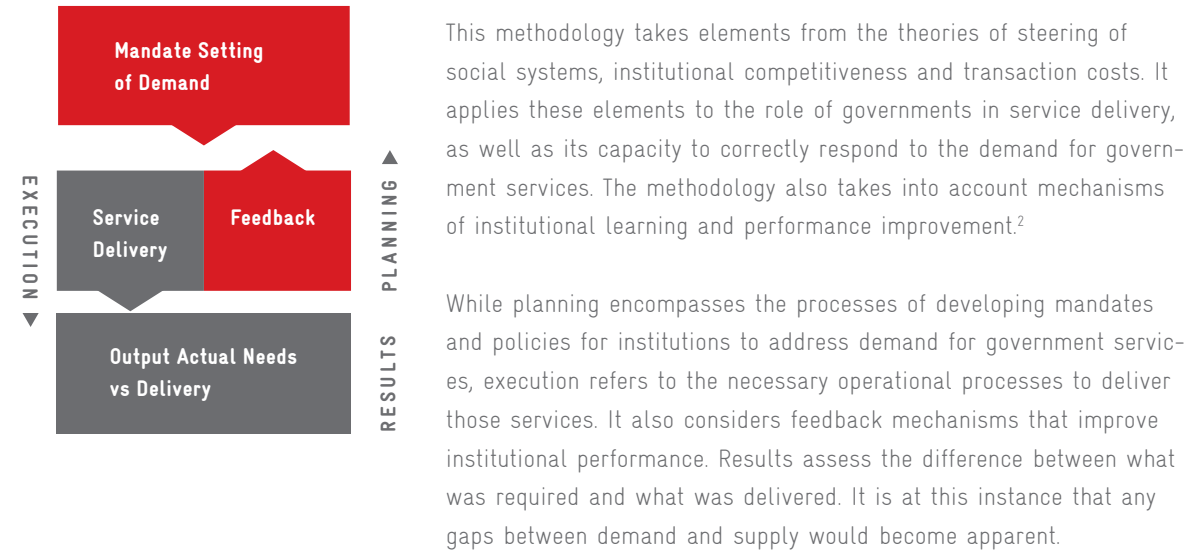 Mandate Setting
of Demand
EXECUTION
Service
Delivery
Feedback
PLANNING
Output Actual Needs
vs Delivery
RESULTS
This methodology takes elements from the theories of steering of
social systems, institutional competitiveness and transaction costs. It
applies these elements to the role of governments in service delivery,
as well as its capacity to correctly respond to the demand for govern-
ment services. The methodology also takes into account mechanisms
of institutional learning and performance improvement.²
While planning encompasses the processes of developing mandates
and policies for institutions to address demand for government servic-
es, execution refers to the necessary operational processes to deliver
those services. It also considers feedback mechanisms that improve
institutional performance. Results assess the difference between what
was required and what was delivered. It is at this instance that any
gaps between demand and supply would become apparent.